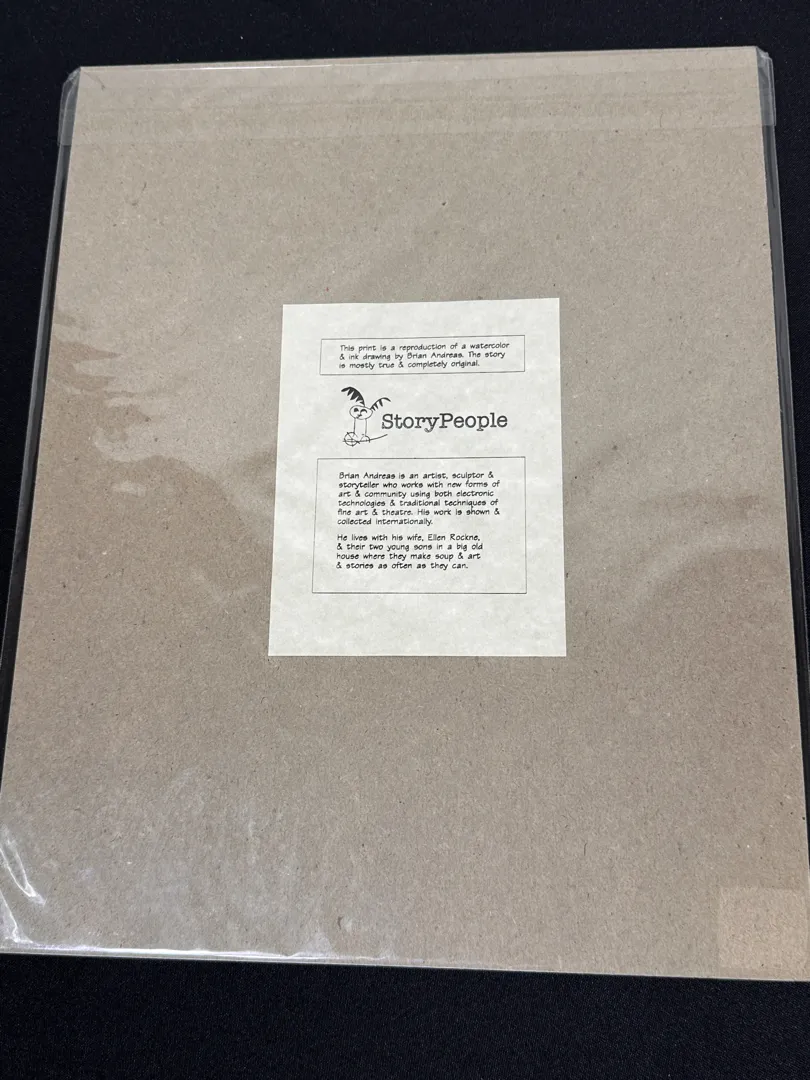 This print is a reproduction of a watercolor
& ink drawing by Brian Andreas. The story
is mostly true & completely original.
StoryPeople
Brian Andreas is an artist, sculptor &
storyteller who works with new forms of
art & community using both electronic
technologies & traditional techniques of
fine art & theatre. His work is shown &
collected internationally.
He lives with his wife, Ellen Rockne,
& their two young sons in a big old
house where they make soup & art
& stories as often as they can.